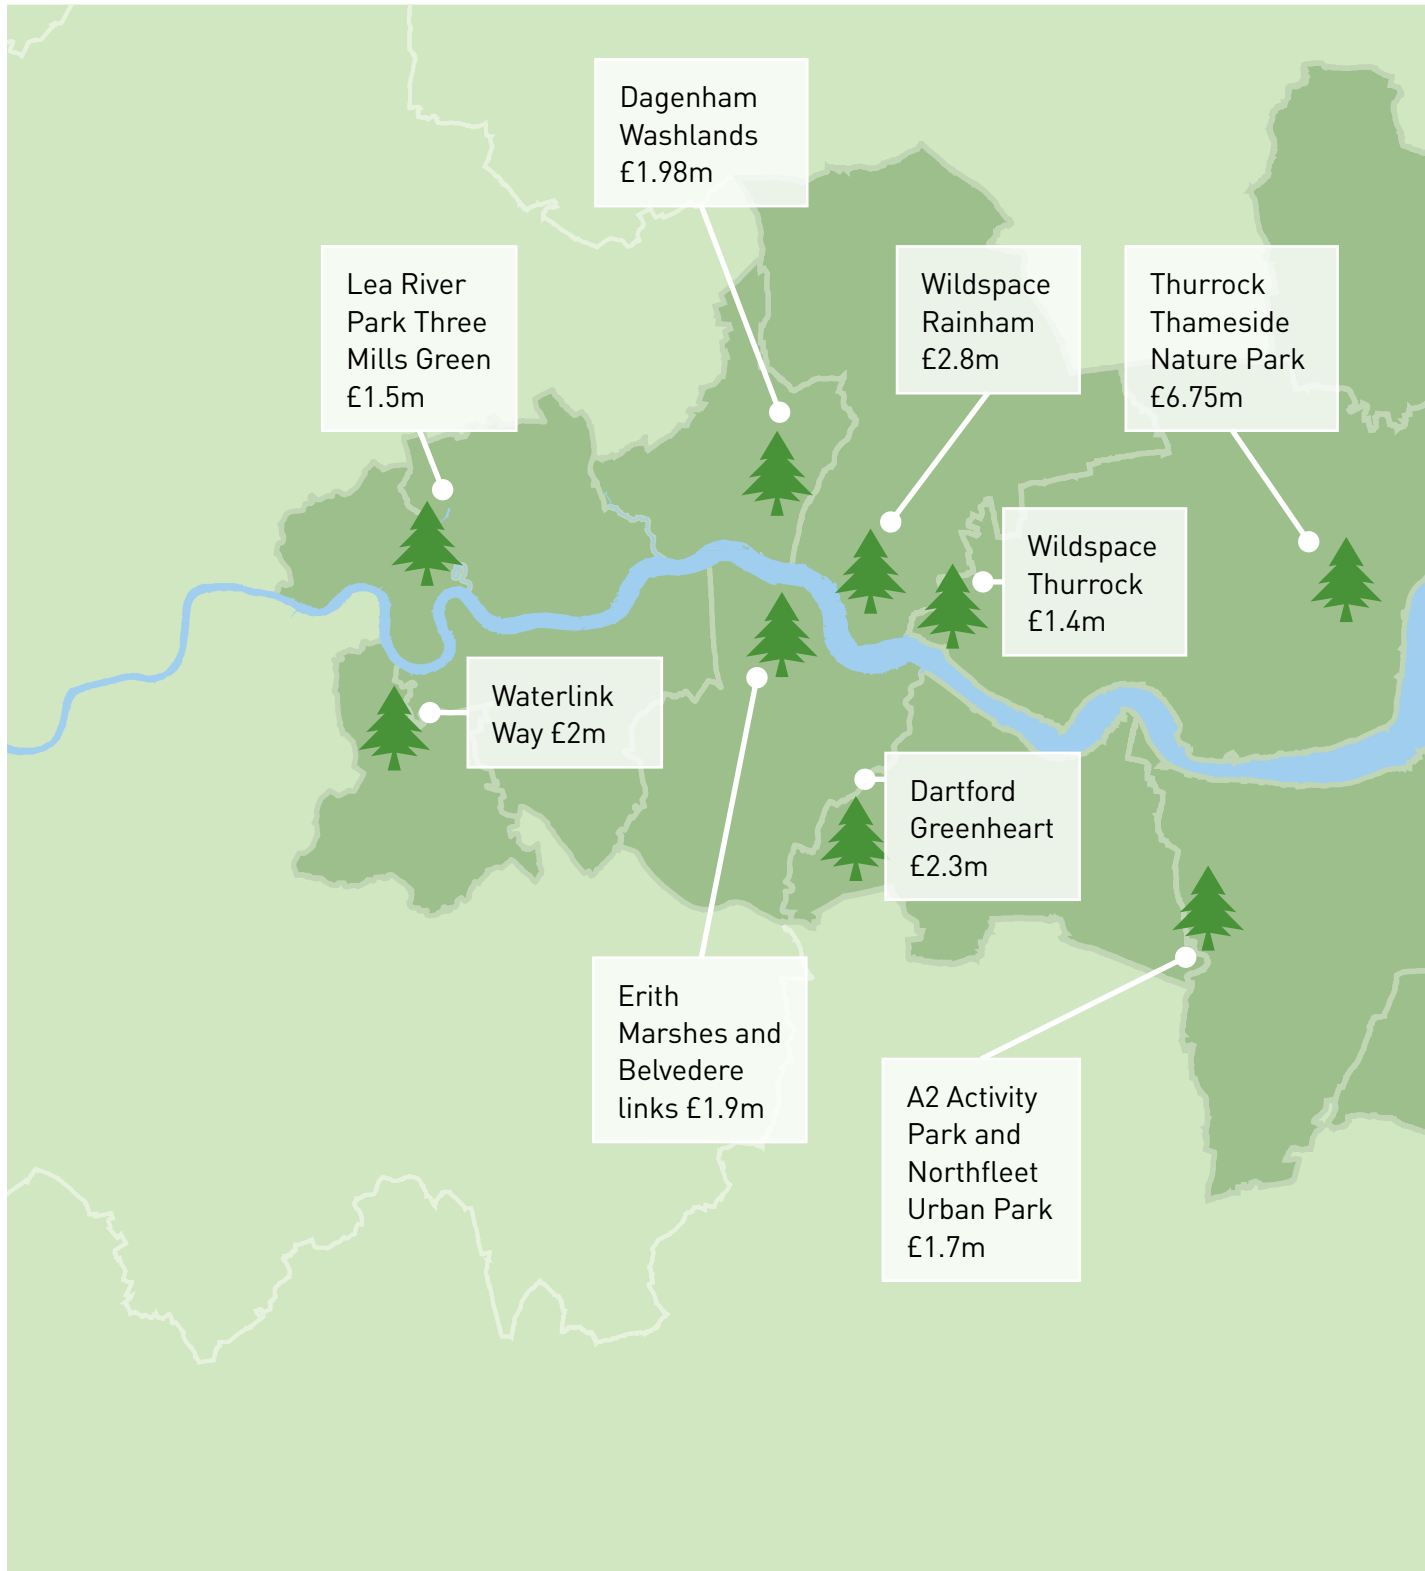 Dagenham
Washlands
£1.98m
Lea River
Park Three
Mills Green
£1.5m
Wildspace
Rainham
£2.8m
Thurrock
Thameside
Nature Park
£6.75m
Wildspace
Thurrock
£1.4m
Waterlink
Way £2m
Dartford
Greenheart
£2.3m
Erith
Marshes and
Belvedere
links £1.9m
A2 Activity
Park and
Northfleet
Urban Park
£1.7m